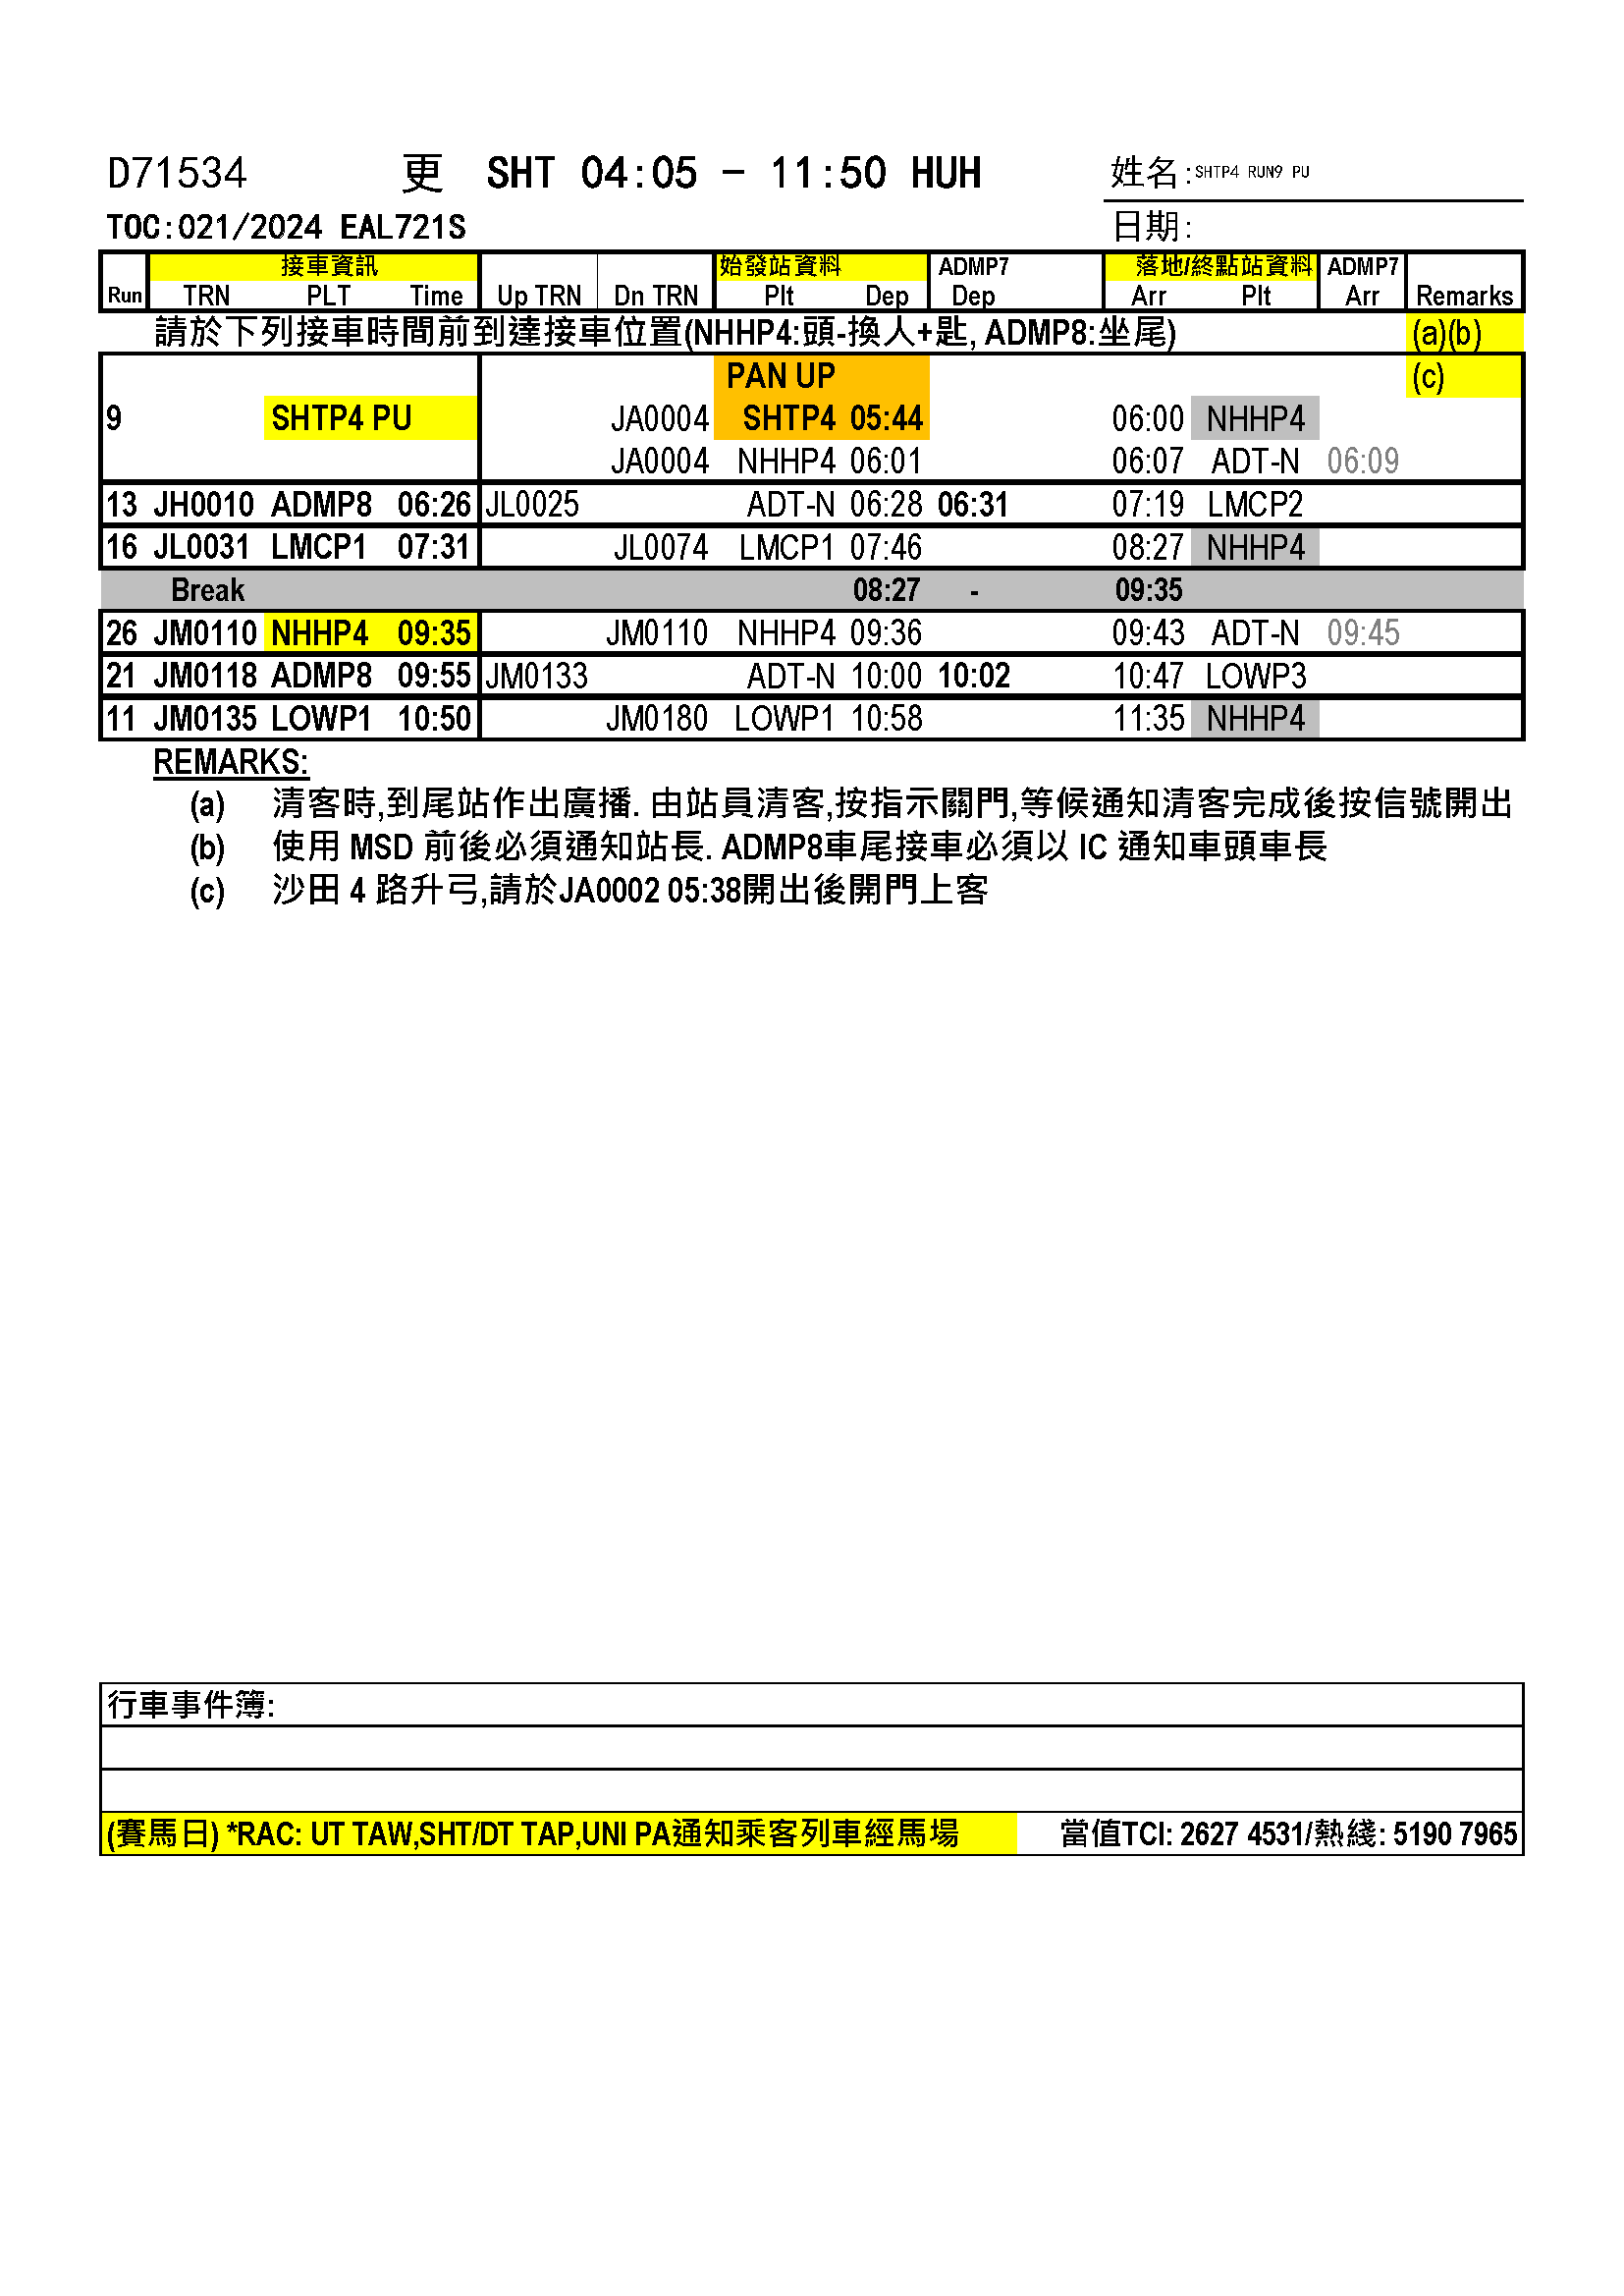 D71534 更 SHT 04:05 - 11:50 HUH 姓名:SHTP4 RUN9 PU
TOC:021/2024 EAL721S 日期:
接車資訊 始發站資料 ADMP7 落地/終點站資料 ADMP7
Run TRN PLT Time Up TRN Dn TRN Plt Dep Dep Arr Plt Arr Remarks
請於下列接車時間前到達接車位置(NHHP4:頭-換人+匙, ADMP8:坐尾) (a)(b)
PAN UP (c)
9 SHTP4 PU JA0004 SHTP4 05:44 06:00 NHHP4
JA0004 NHHP4 06:01 06:07 ADT-N 06:09
13 JH0010 ADMP8 06:26 JL0025 ADT-N 06:28 06:31 07:19 LMCP2
16 JL0031 LMCP1 07:31 JL0074 LMCP1 07:46 08:27 NHHP4
Break 08:27 - 09:35
26 JM0110 NHHP4 09:35 JM0110 NHHP4 09:36 09:43 ADT-N 09:45
21 JM0118 ADMP8 09:55 JM0133 ADT-N 10:00 10:02 10:47 LOWP3
11 JM0135 LOWP1 10:50 JM0180 LOWP1 10:58 11:35 NHHP4
REMARKS:
(a) 清客時,到尾站作出廣播. 由站員清客,按指示關門,等候通知清客完成後按信號開出
(b) 使用 MSD 前後必須通知站長. ADMP8車尾接車必須以 IC 通知車頭車長
(c) 沙田 4 路升弓,請於JA0002 05:38開出後開門上客
行車事件簿:
(賽馬日) *RAC: UT TAW,SHT/DT TAP,UNI PA通知乘客列車經馬場 當值TCI: 2627 4531/熱綫: 5190 7965